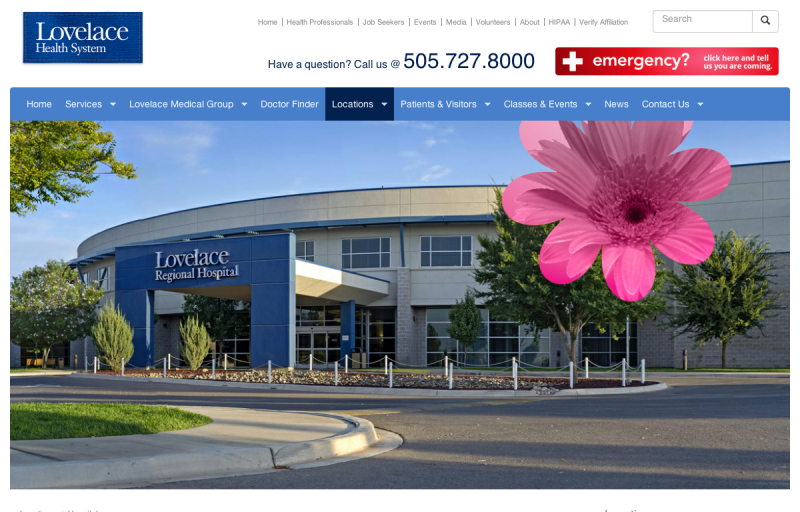 Lovelace
Health System
Home | Health Professionals | Job Seekers | Events | Media | Volunteers | About | HIPAA | Verify Affiliation
Search
Have a question? Call us @ 505.727.8000
emergency?
click here and tell
us you are coming.
Home Services Lovelace Medical Group Doctor Finder Locations Patients & Visitors Classes & Events News Contact Us
Lovelace
Regional Hospital